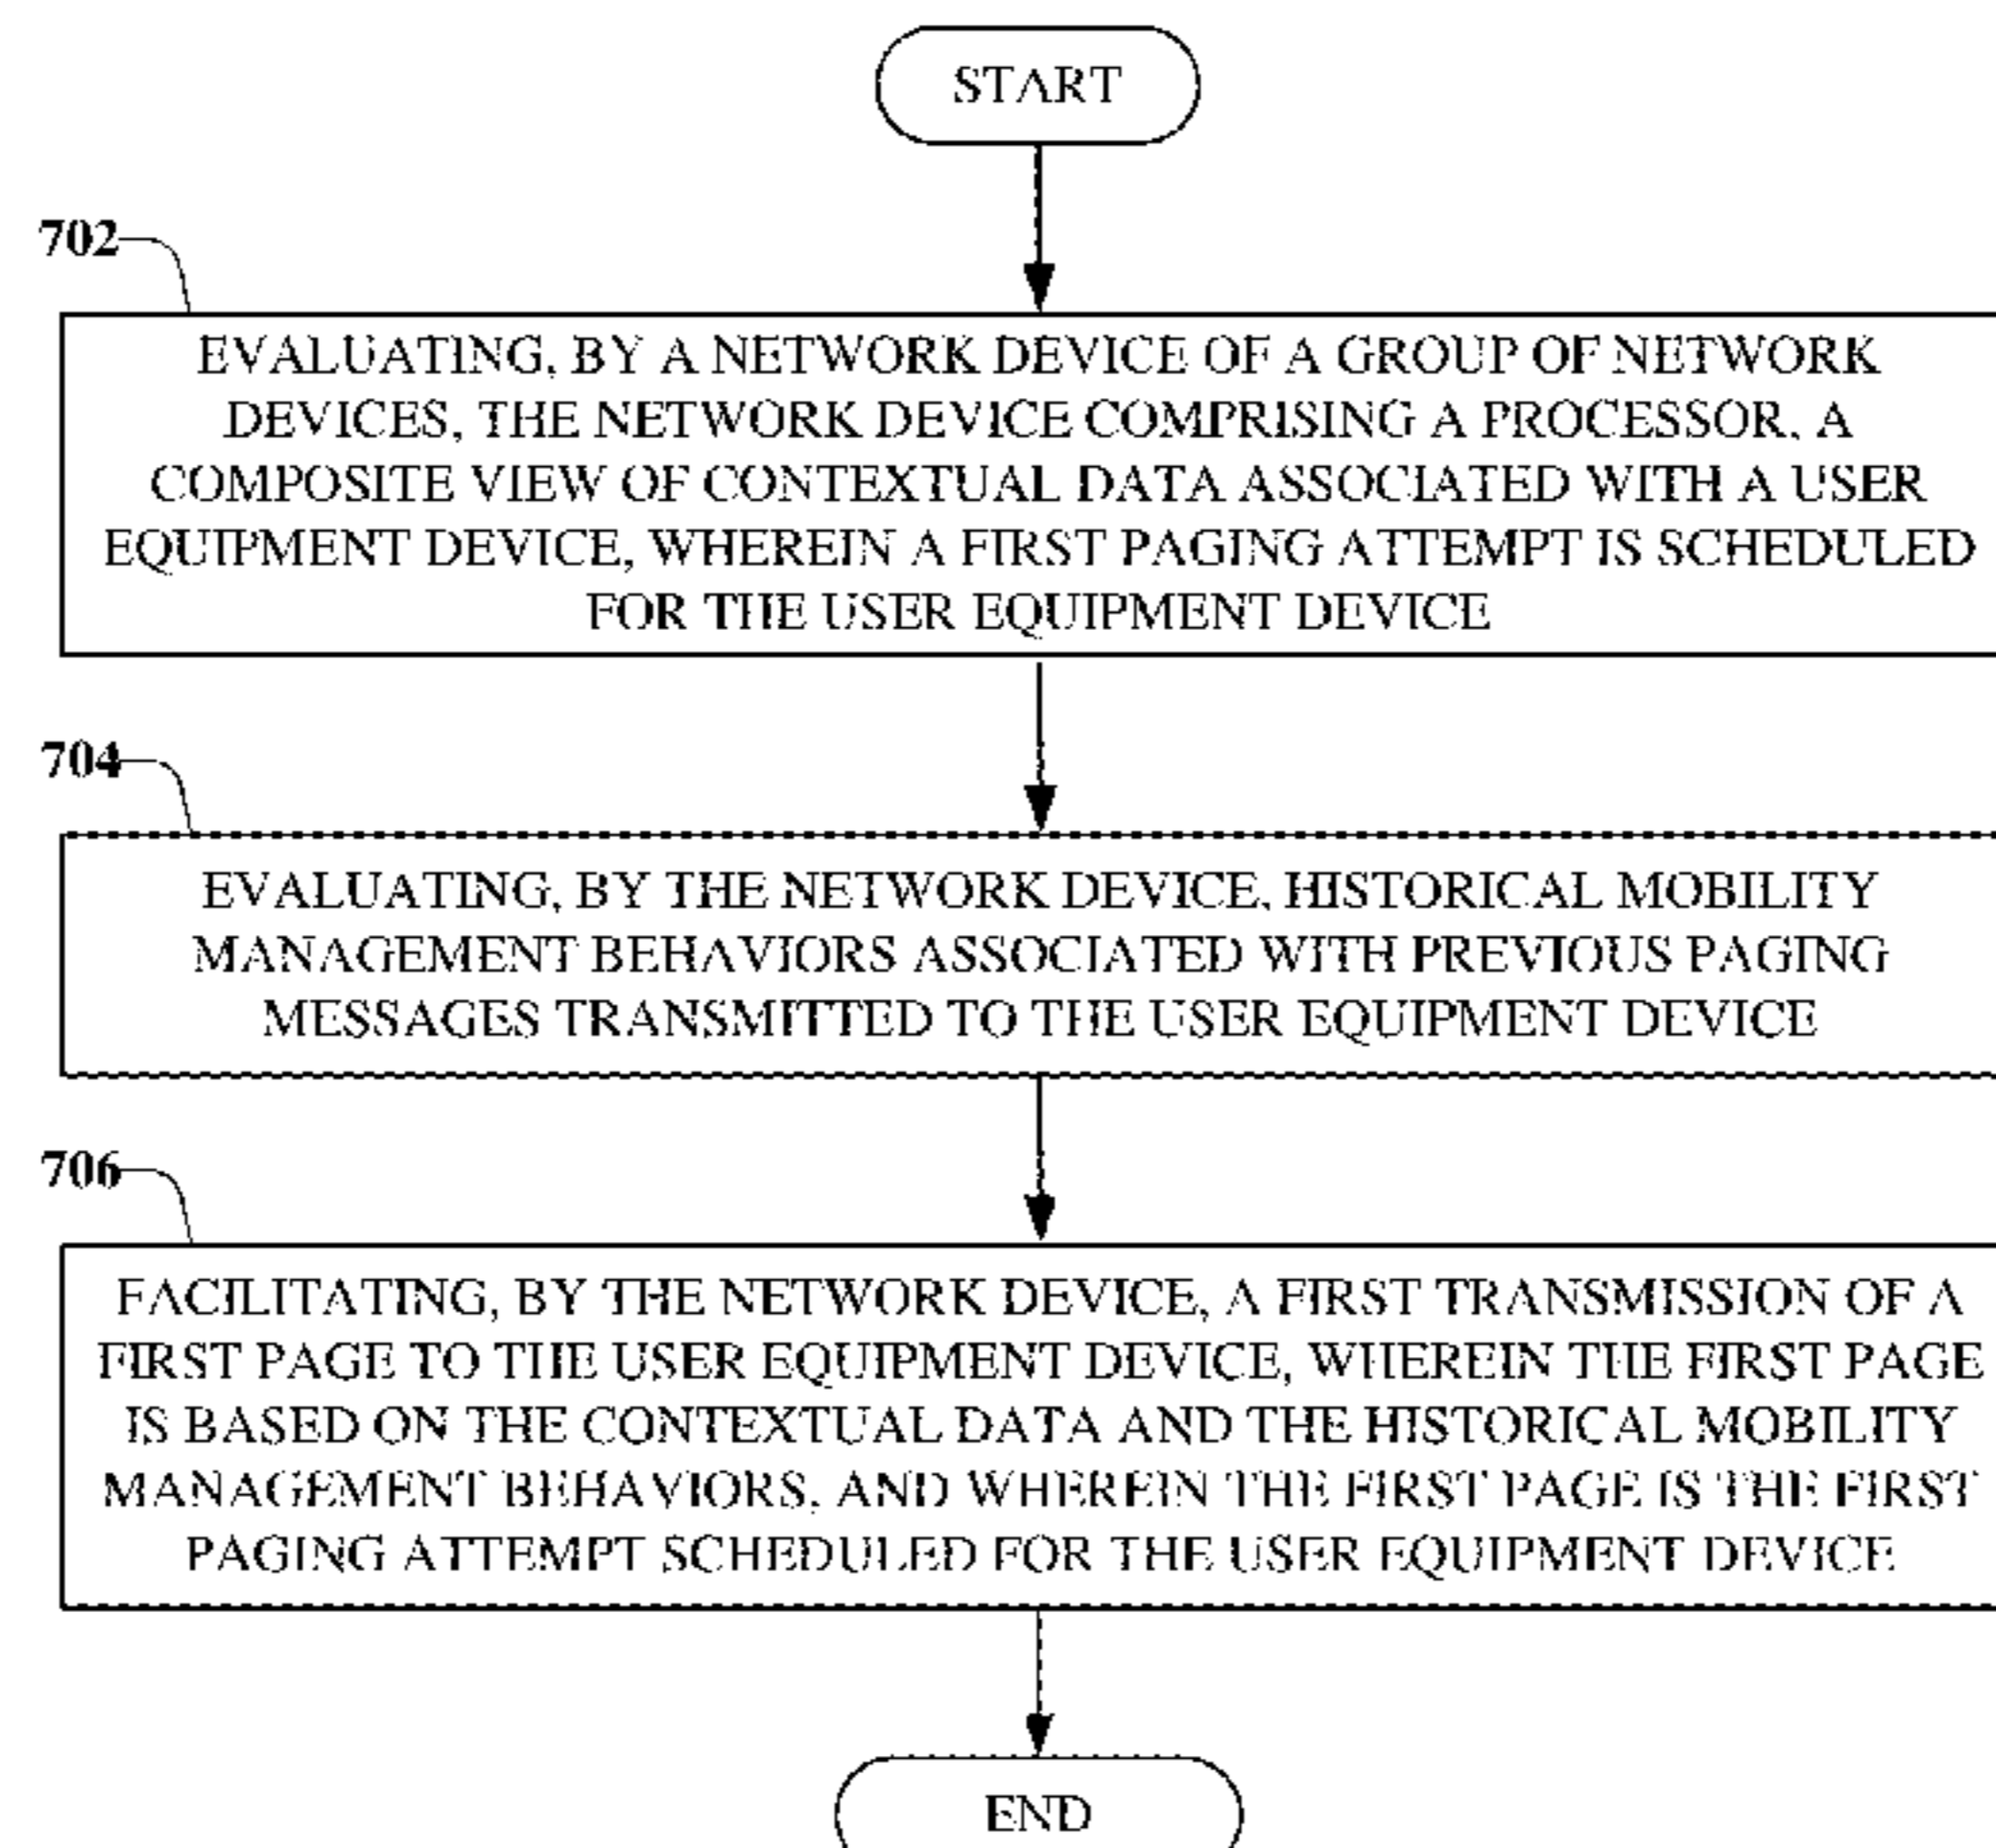 START
702
EVALUATING, BY A NETWORK DEVICE OF A GROUP OF NETWORK
DEVICES, THE NETWORK DEVICE COMPRISING A PROCESSOR, A
COMPOSITE VIEW OF CONTEXTUAL DATA ASSOCIATED WITH A USER
EQUIPMENT DEVICE, WHEREIN A FIRST PAGING ATTEMPT IS SCHEDULED
FOR THE USER EQUIPMENT DEVICE
704
EVALUATING, BY THE NETWORK DEVICE, HISTORICAL MOBILITY
MANAGEMENT BEHAVIORS ASSOCIATED WITH PREVIOUS PAGING
MESSAGES TRANSMITTED TO THE USER EQUIPMENT DEVICE
706
FACILITATING, BY THE NETWORK DEVICE, A FIRST TRANSMISSION OF A
FIRST PAGE TO THE USER EQUIPMENT DEVICE, WHEREIN THE FIRST PAGE
IS BASED ON THE CONTEXTUAL DATA AND THE HISTORICAL MOBILITY
MANAGEMENT BEHAVIORS, AND WHEREIN THE FIRST PAGE IS THE FIRST
PAGING ATTEMPT SCHEDULED FOR THE USER EQUIPMENT DEVICE
END